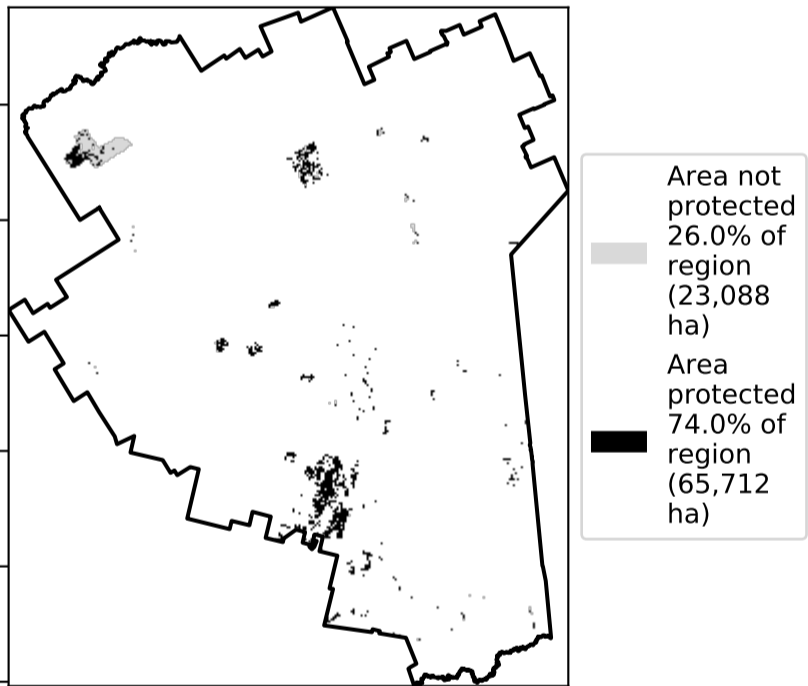 Area not
protected
26.0% of
region
(23,088
ha)
Area
protected
74.0% of
region
(65,712
ha)